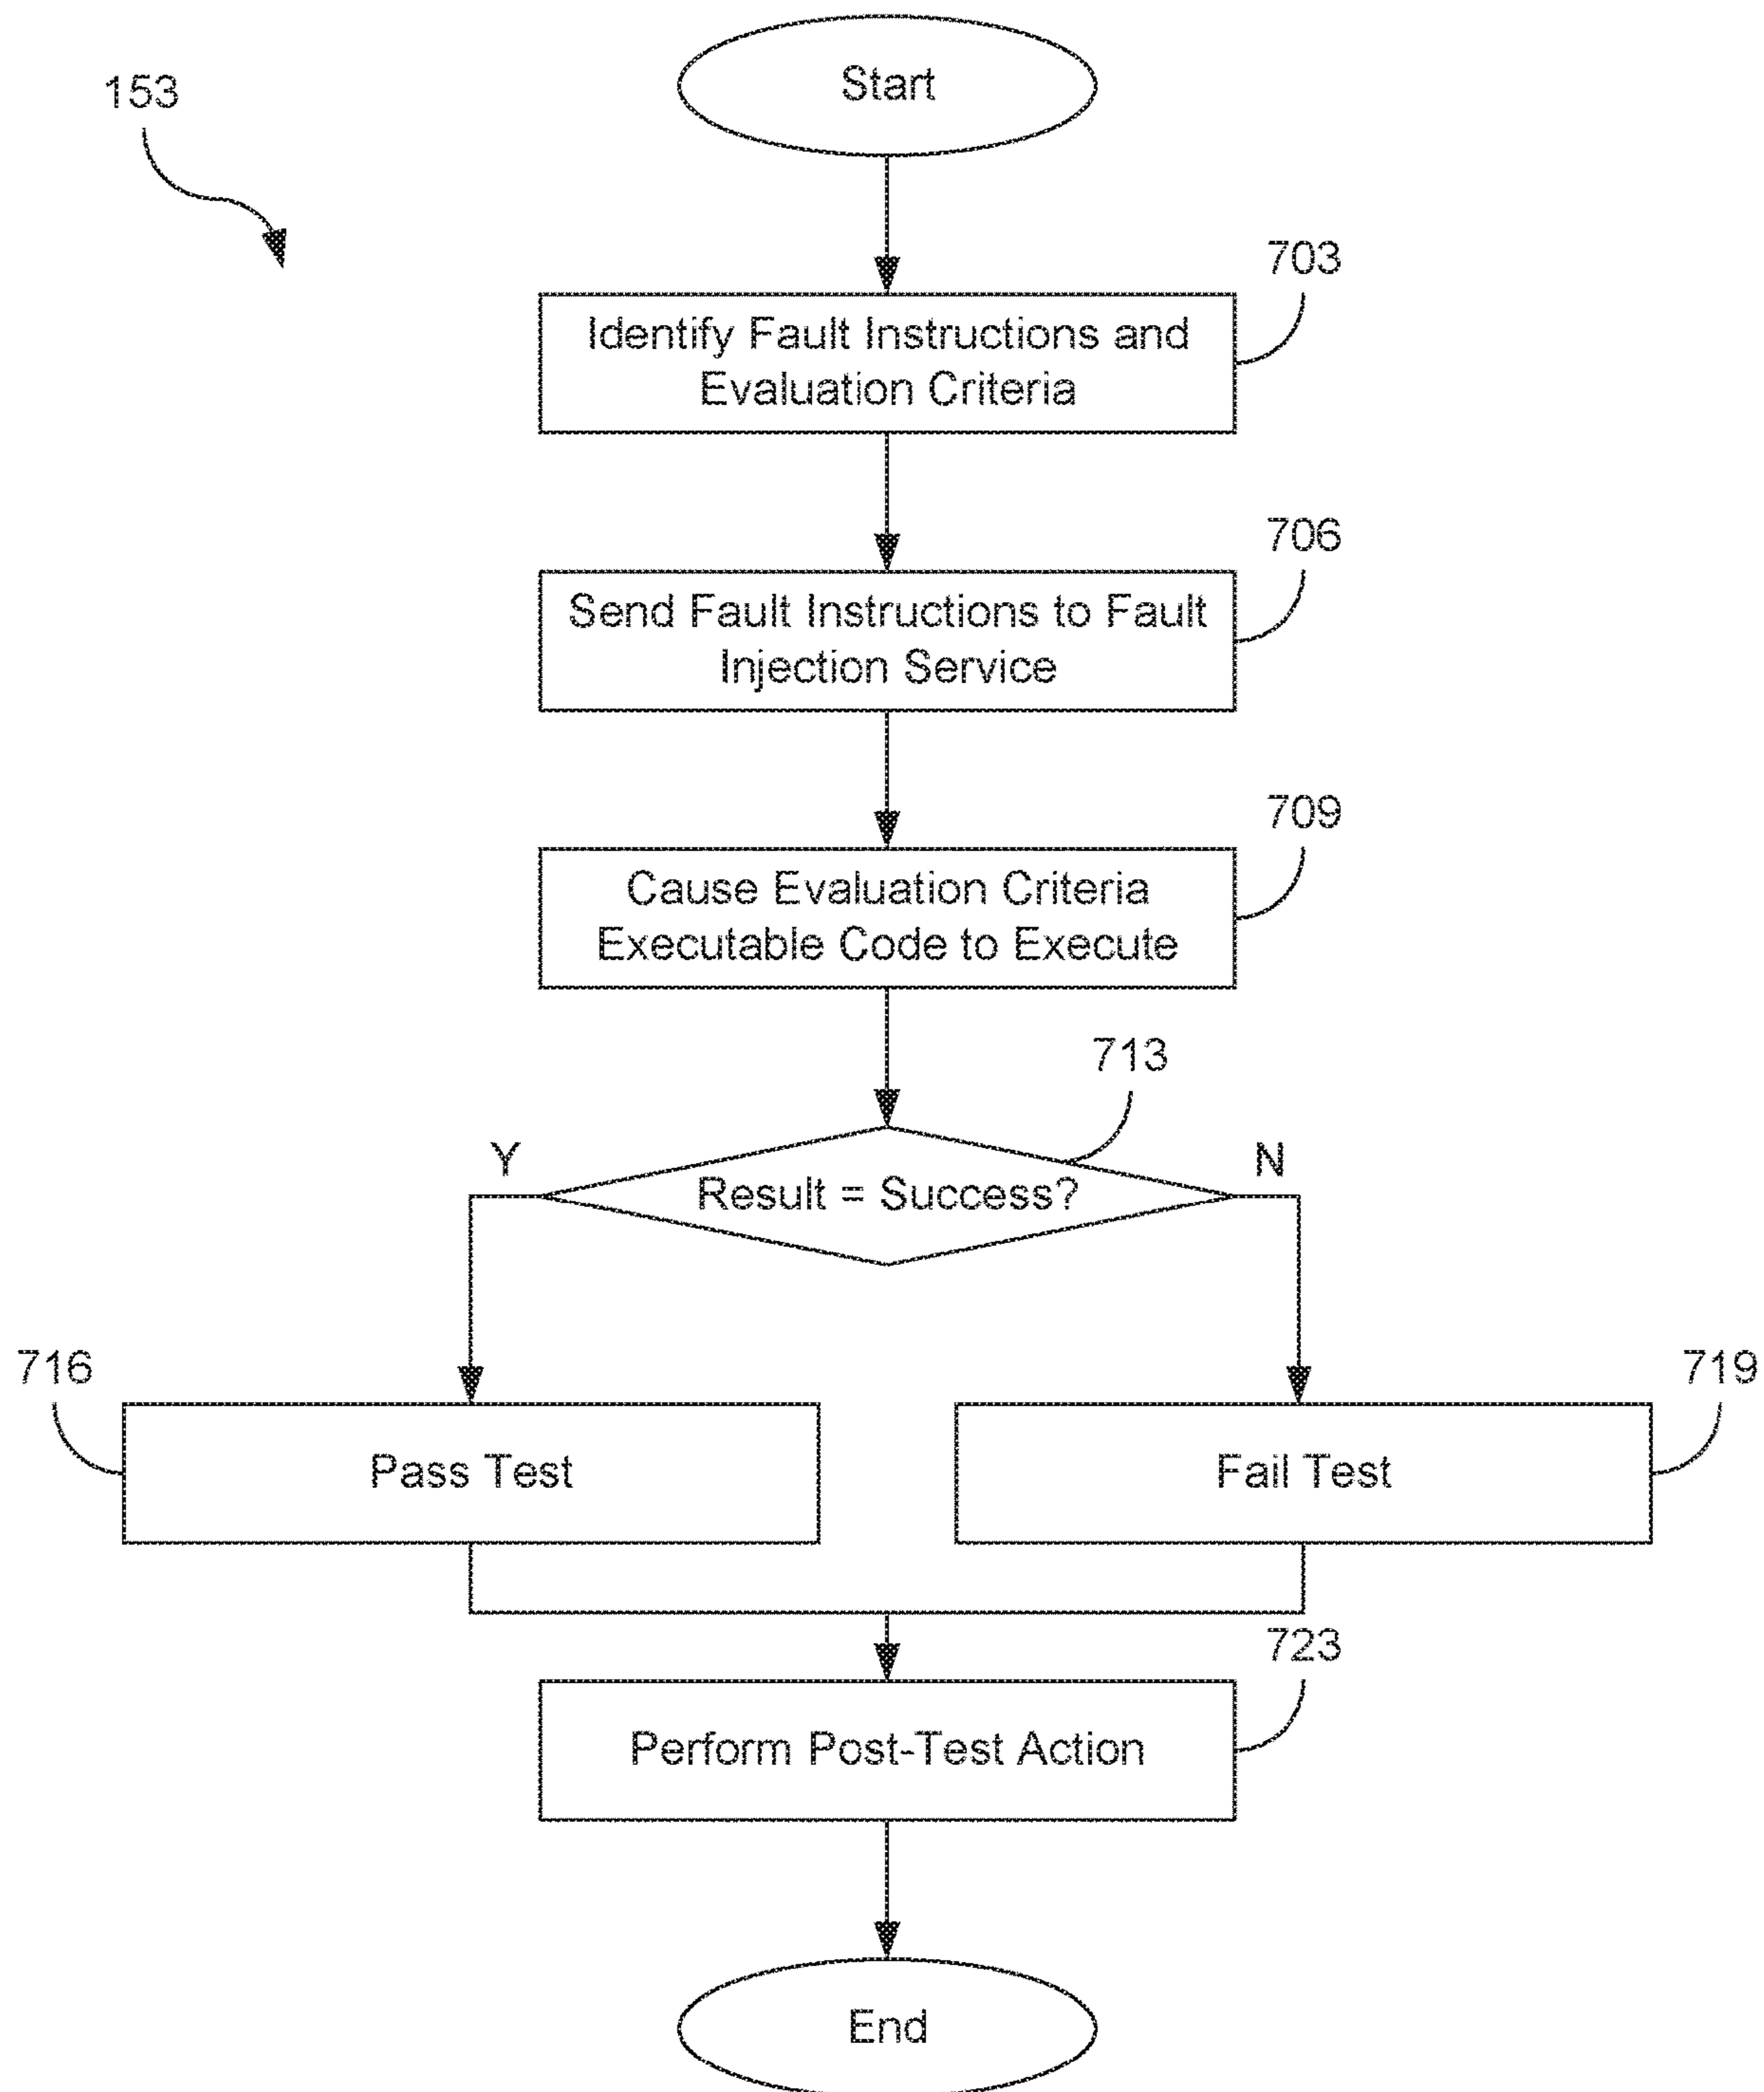 Start
153
703
Identify Fault Instructions and
Evaluation Criteria
706
Send Fault Instructions to Fault
Injection Service
709
Cause Evaluation Criteria
Executable Code to Execute
713
Y
N
Result = Success?
716
719
Pass Test
Fail Test
723
Perform Post-Test Action
End